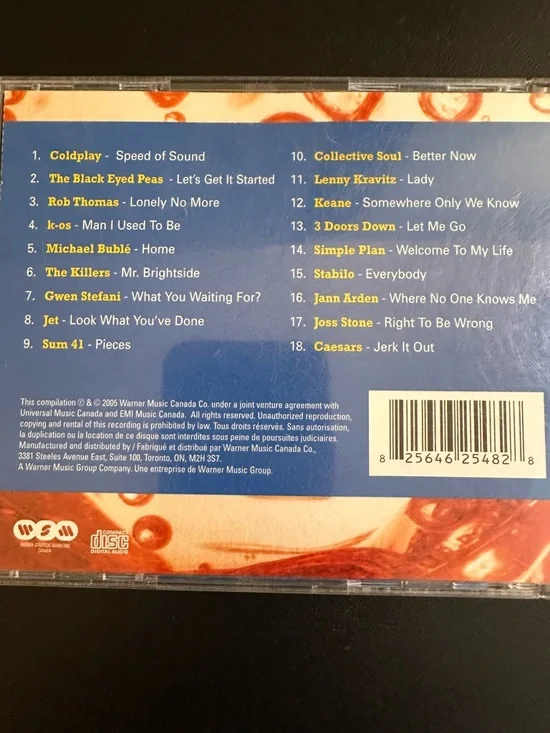 1. Coldplay - Speed of Sound
2. The Black Eyed Peas - Let's Get It Started
3. Rob Thomas - Lonely No More
4. k-os - Man I Used To Be
5. Michael Bublé - Home
6. The Killers - Mr. Brightside
7. Gwen Stefani - What You Waiting For?
8. Jet - Look What You've Done
9. Sum 41 - Pieces
10. Collective Soul - Better Now
11. Lenny Kravitz - Lady
12. Keane - Somewhere Only We Know
13. 3 Doors Down - Let Me Go
14. Simple Plan - Welcome To My Life
15. Stabilo - Everybody
16. Jann Arden - Where No One Knows Me
17. Joss Stone - Right To Be Wrong
18. Caesars - Jerk It Out
This compilation ℗ & © 2005 Warner Music Canada Co. under a joint venture agreement with
Universal Music Canada and EMI Music Canada. All rights reserved. Unauthorized reproduction,
copying and rental of this recording is prohibited by law. Tous droits réservés. Sans autorisation,
la duplication ou la location de ce disque sont interdites sous peine de poursuites judiciaires.
Manufactured and distributed by / Fabriqué et distribué par Warner Music Canada Co.,
3381 Steeles Avenue East, Suite 100, Toronto, ON, M2H 3S7.
A Warner Music Group Company. Une entreprise de Warner Music Group.
8 25646 25482 8
WSM
WARNER STRATEGIC MARKETING
CANADA
COMPACT
disc
DIGITAL AUDIO